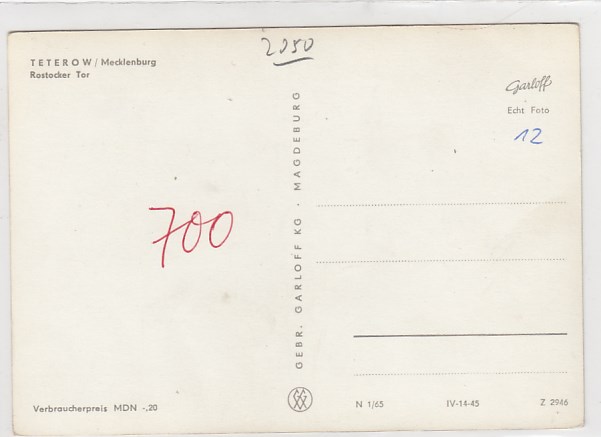 2950
TETEROW / Mecklenburg
Rostocker Tor
Garloff
Echt Foto
12
700
GEBR. GARLOFF KG · MAGDEBURG
Verbraucherpreis MDN -,20
N 1/65 IV-14-45 Z 2946